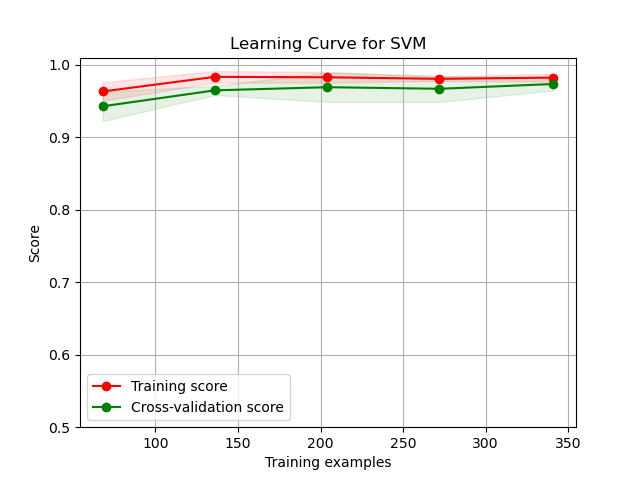 Learning Curve for SVM
1.0
0.9
0.8
0.7
0.6
0.5
Score
Training score
Cross-validation score
100 150 200 250 300 350
Training examples